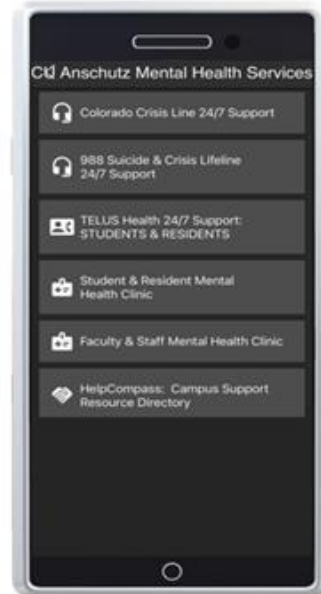 CU Anschutz Mental Health Services
Colorado Crisis Line 24/7 Support
988 Suicide & Crisis Lifeline
24/7 Support
TELUS Health 24/7 Support:
STUDENTS & RESIDENTS
Student & Resident Mental
Health Clinic
Faculty & Staff Mental Health Clinic
HelpCompass: Campus Support
Resource Directory